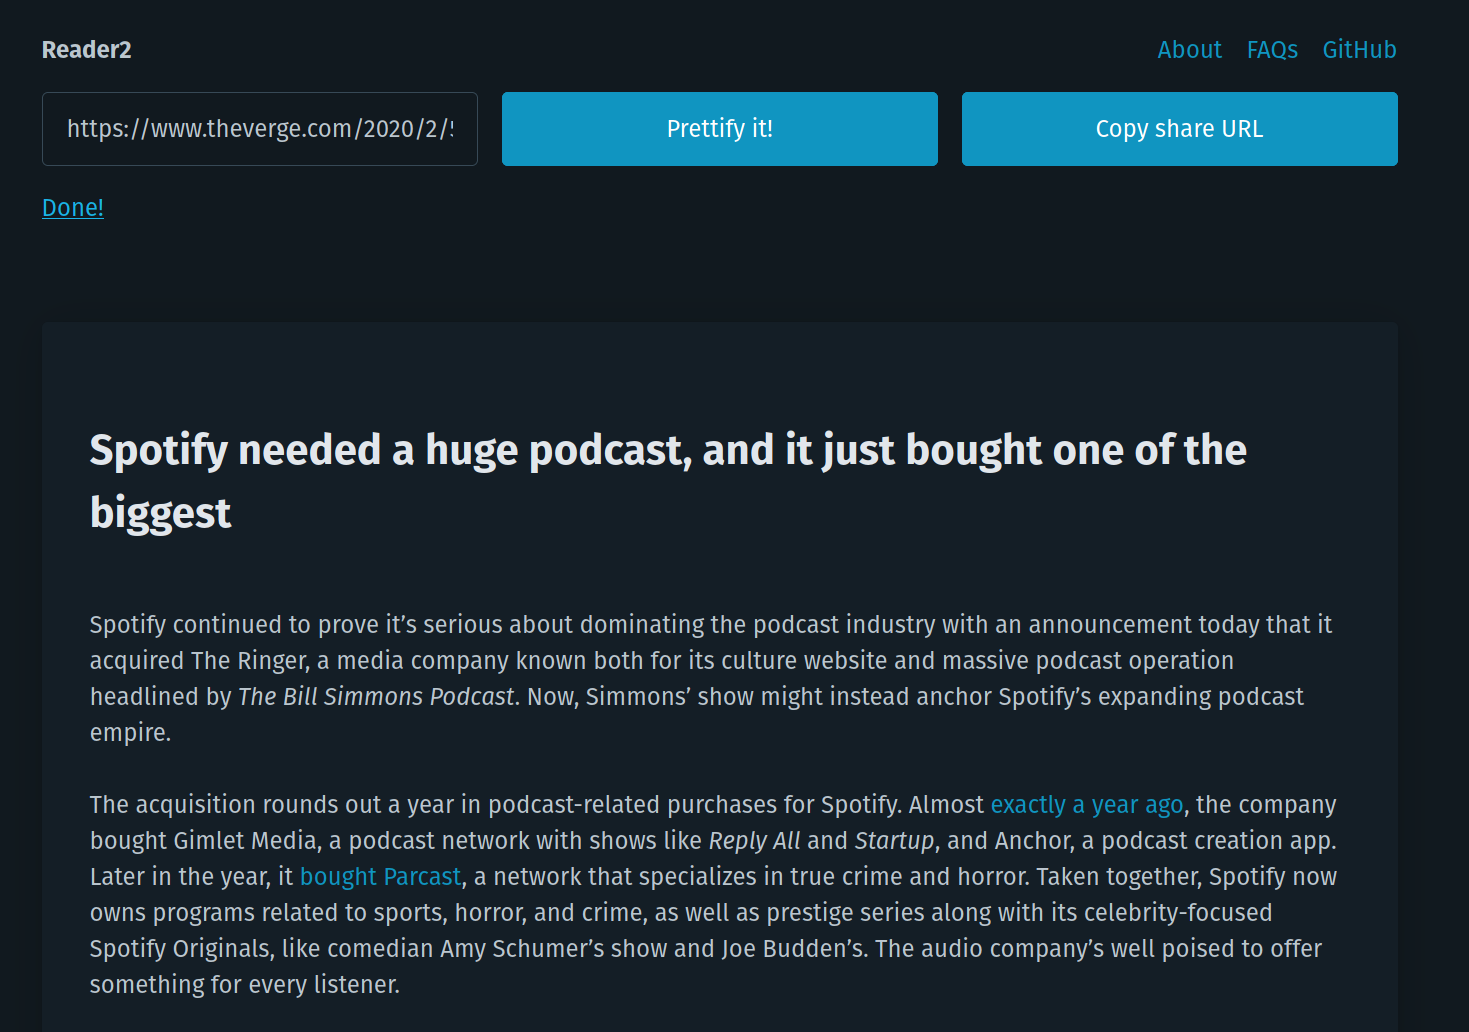 Reader2
About FAQs GitHub
https://www.theverge.com/2020/2/
Prettify it!
Copy share URL
Done!
Spotify needed a huge podcast, and it just bought one of the
biggest
Spotify continued to prove it’s serious about dominating the podcast industry with an announcement today that it
acquired The Ringer, a media company known both for its culture website and massive podcast operation
headlined by The Bill Simmons Podcast. Now, Simmons’ show might instead anchor Spotify’s expanding podcast
empire.
The acquisition rounds out a year in podcast-related purchases for Spotify. Almost exactly a year ago, the company
bought Gimlet Media, a podcast network with shows like Reply All and Startup, and Anchor, a podcast creation app.
Later in the year, it bought Parcast, a network that specializes in true crime and horror. Taken together, Spotify now
owns programs related to sports, horror, and crime, as well as prestige series along with its celebrity-focused
Spotify Originals, like comedian Amy Schumer’s show and Joe Budden’s. The audio company’s well poised to offer
something for every listener.